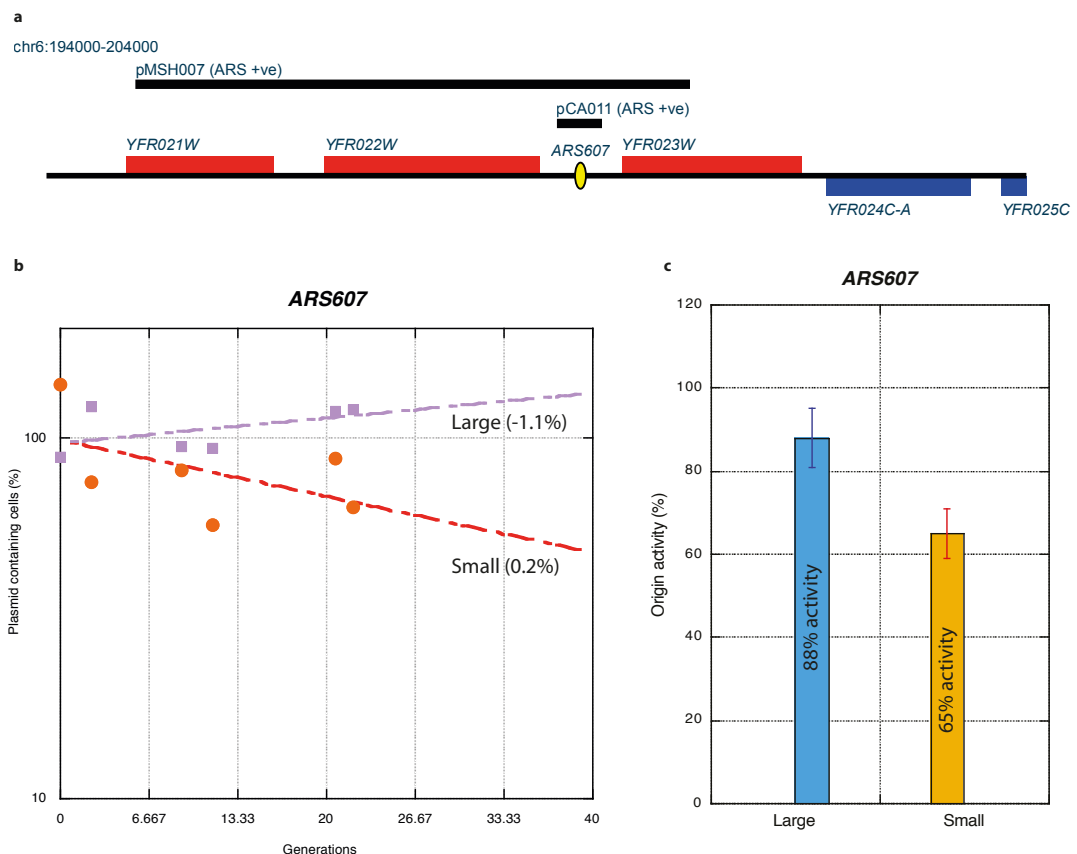 a
chr6:194000-204000
pMSH007 (ARS +ve)
pCA011 (ARS +ve)
YFR021W
YFR022W
ARS607
YFR023W
YFR024C-A
YFR025C
b
ARS607
Plasmid containing cells (%)
100
10
Large (-1.1%)
Small (0.2%)
0 6.667 13.33 20 26.67 33.33 40
Generations
c
ARS607
Origin activity (%)
120
100
80
60
40
20
0
88% activity
65% activity
Large Small